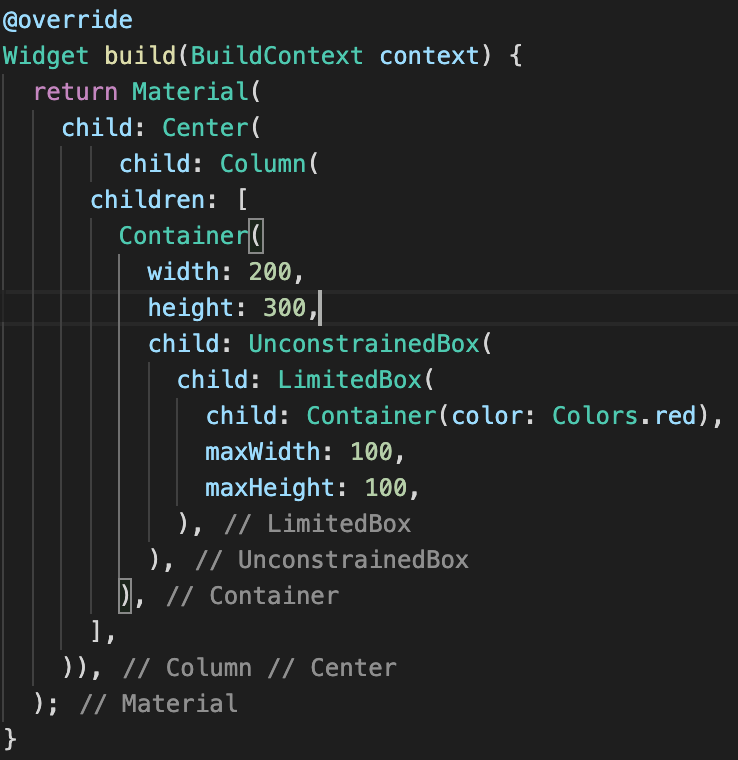 @override
Widget build(BuildContext context) {
return Material(
child: Center(
child: Column(
children: [
Container(
width: 200,
height: 300,
child: UnconstrainedBox(
child: LimitedBox(
child: Container(color: Colors.red),
maxWidth: 100,
maxHeight: 100,
), // LimitedBox
), // UnconstrainedBox
), // Container
],
)), // Column // Center
); // Material
}